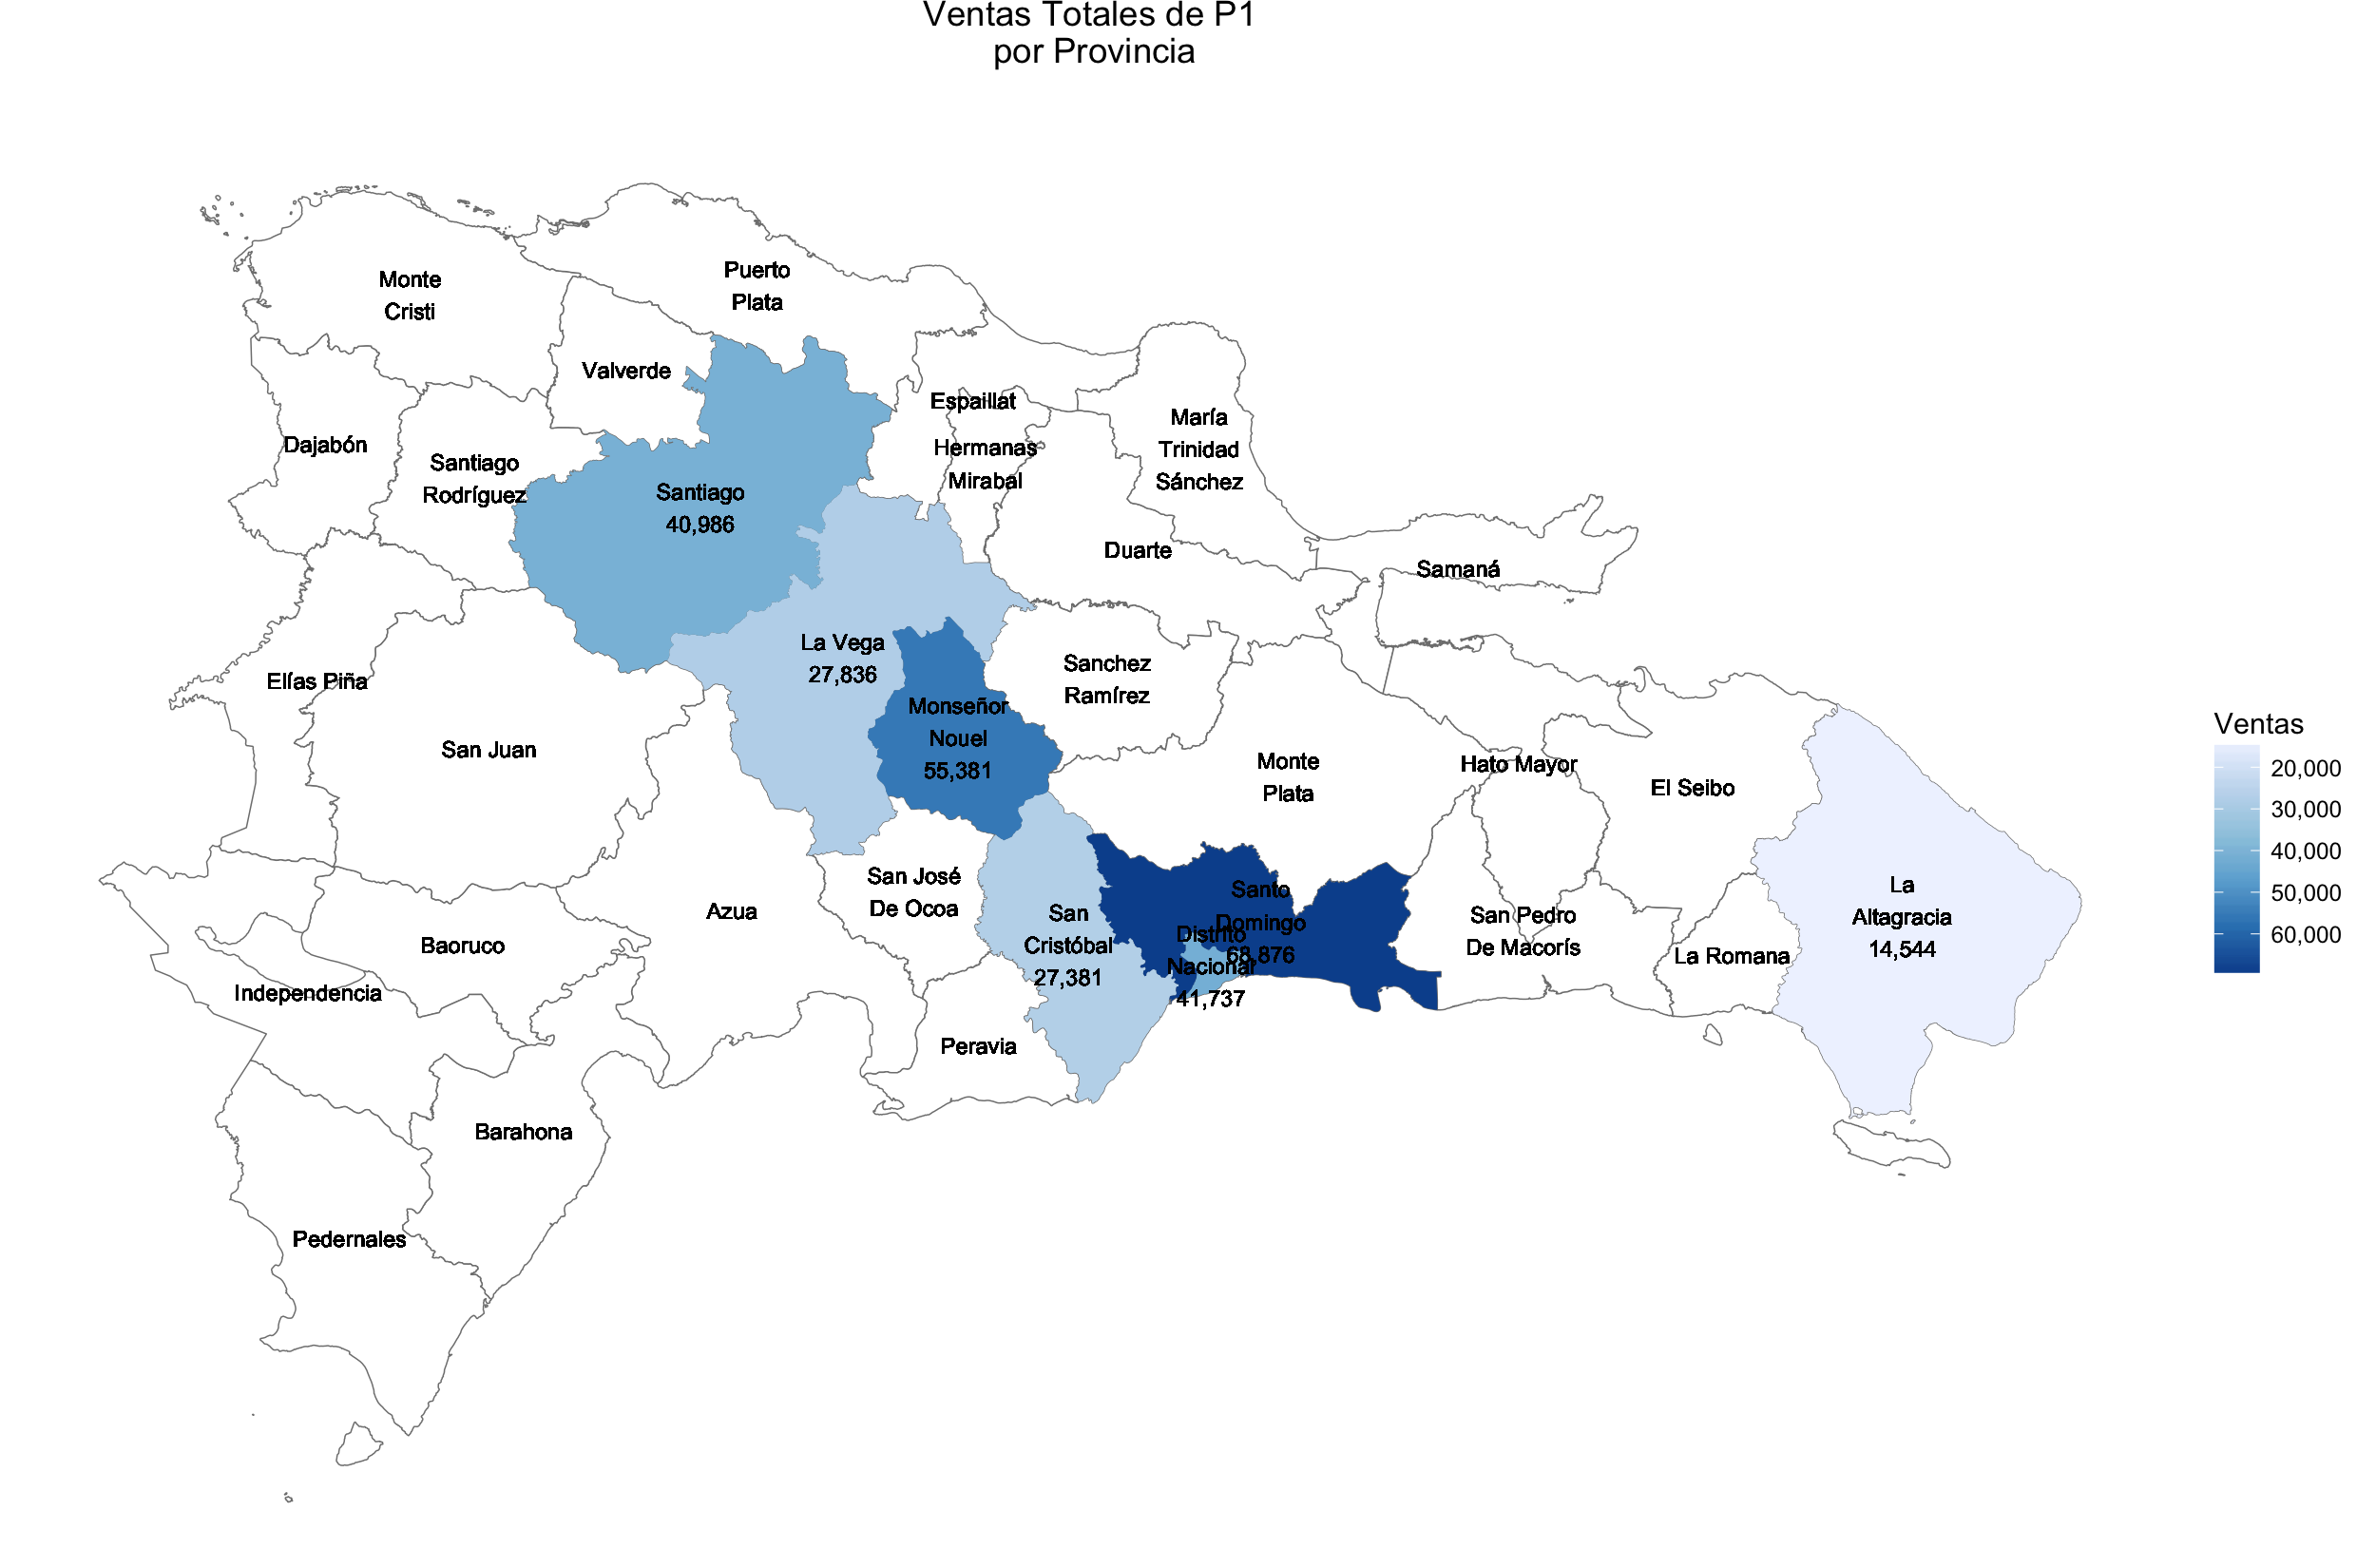 Ventas Totales de P1
por Provincia
Monte
Cristi
Puerto
Plata
Valverde
Espaillat
María
Trinidad
Sánchez
Dajabón
Santiago
Rodríguez
Hermanas
Mirabal
Santiago
40,986
Duarte
Samaná
La Vega
27,836
Sanchez
Ramírez
Elías Piña
San Juan
Monseñor
Nouel
55,381
Monte
Plata
Hato Mayor
El Seibo
San José
De Ocoa
Azua
San
Cristóbal
27,381
Santo
Domingo
68,876
Distrito
Nacional
41,737
San Pedro
De Macorís
La Romana
La
Altagracia
14,544
Baoruco
Independencia
Peravia
Barahona
Pedernales
Ventas
20,000
30,000
40,000
50,000
60,000